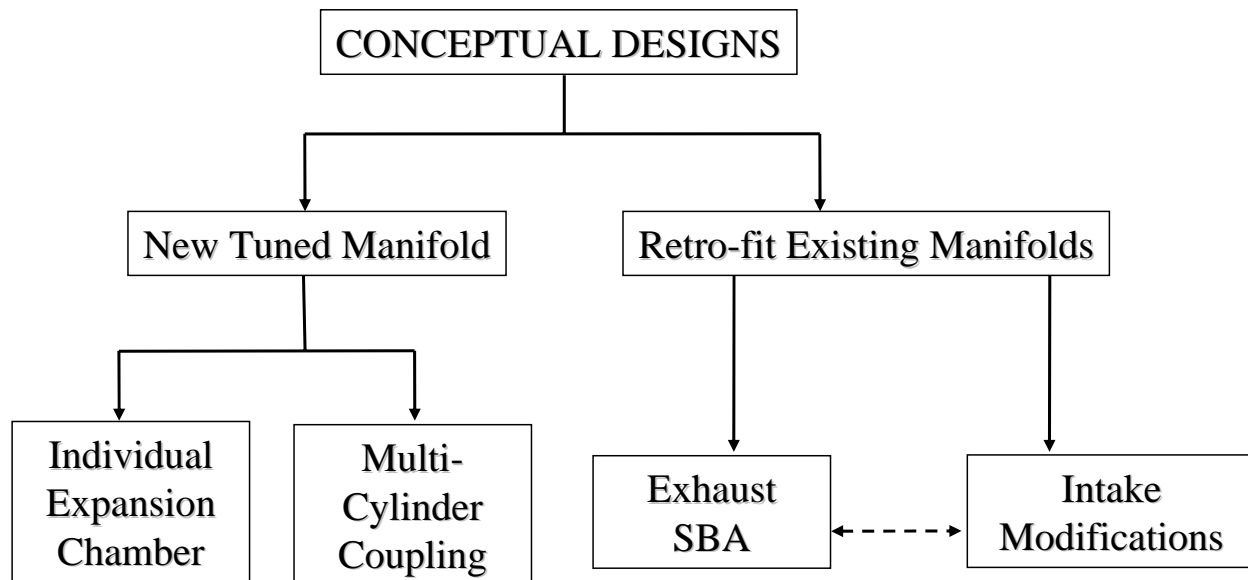 CONCEPTUAL DESIGNS
New Tuned Manifold
Retro-fit Existing Manifolds
Individual
Expansion
Chamber
Multi-
Cylinder
Coupling
Exhaust
SBA
Intake
Modifications